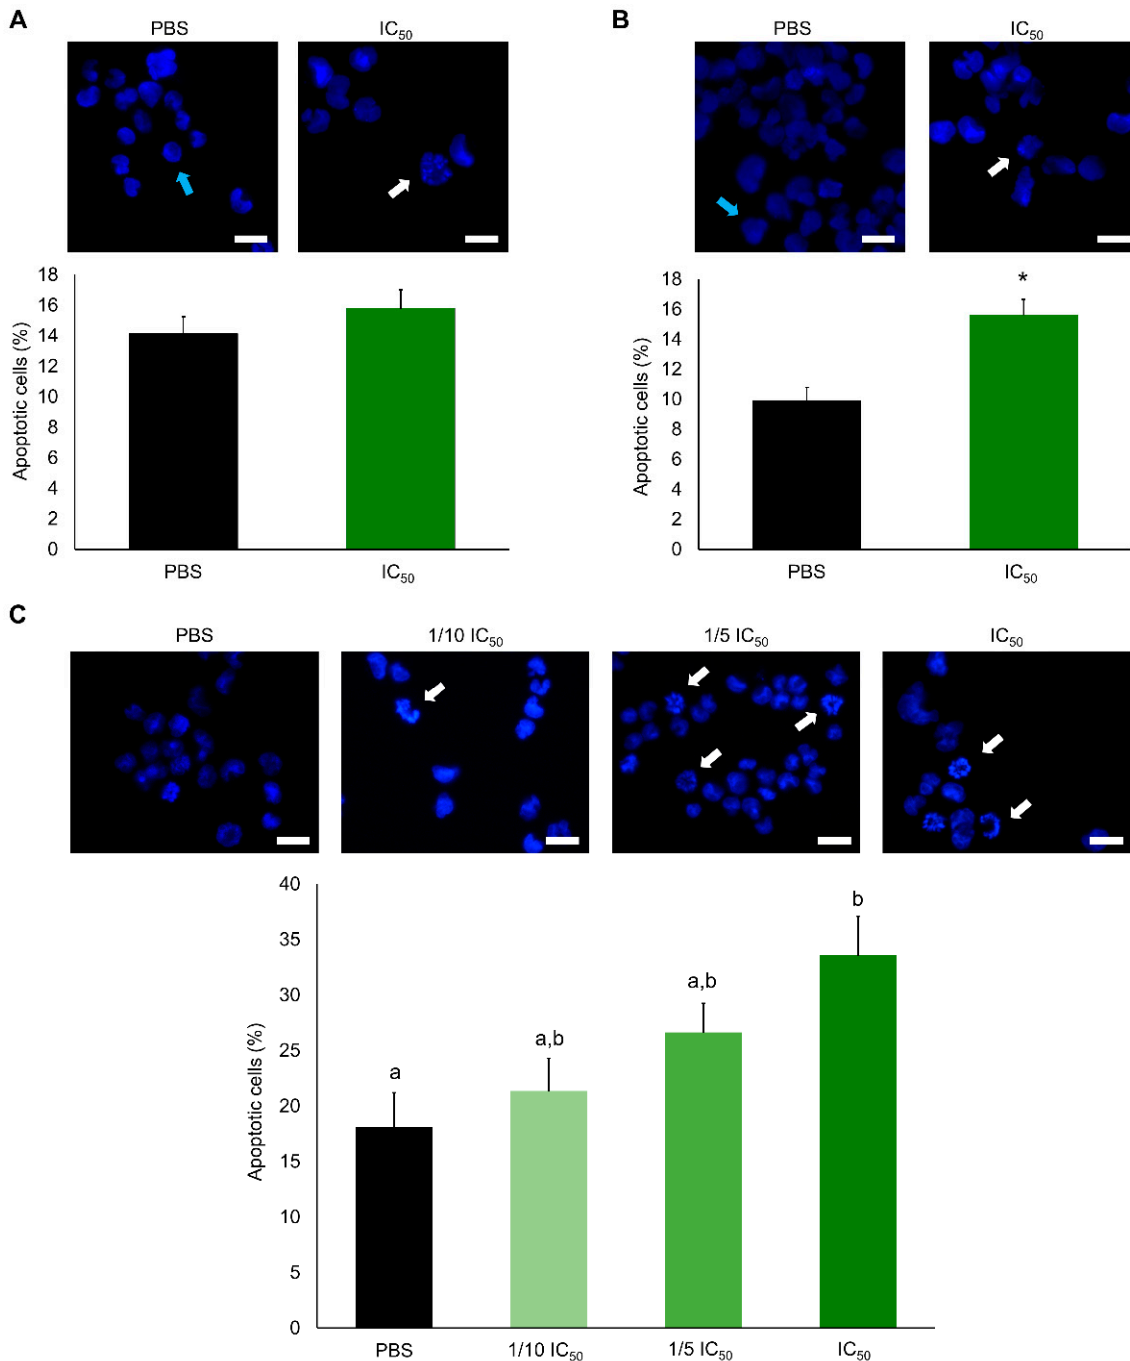 A
PBS
IC50
18
16
14
12
10
8
6
4
2
0
Apoptotic cells (%)
PBS
IC50
B
PBS
IC50
18
16
14
12
10
8
6
4
2
0
Apoptotic cells (%)
*
PBS
IC50
C
PBS
1/10 IC50
1/5 IC50
IC50
40
35
30
25
20
15
10
5
0
Apoptotic cells (%)
a
a,b
a,b
b
PBS
1/10 IC50
1/5 IC50
IC50